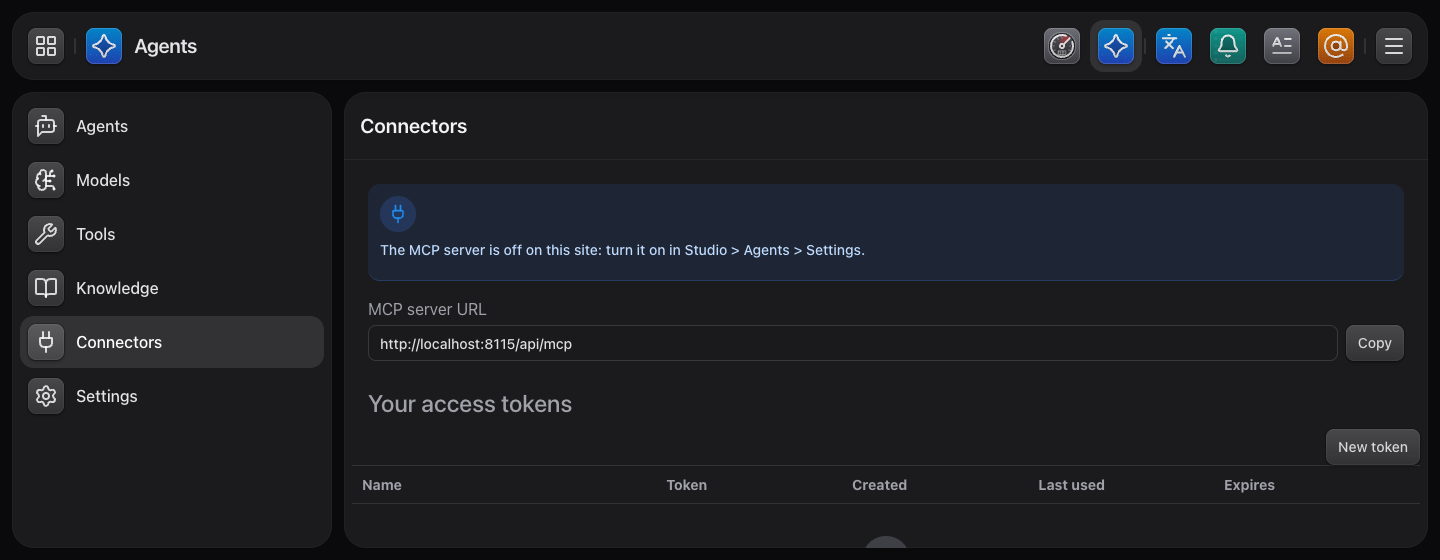 Agents
Agents
Models
Tools
Knowledge
Connectors
Settings
Connectors
The MCP server is off on this site: turn it on in Studio > Agents > Settings.
MCP server URL
http://localhost:8115/api/mcp
Copy
Your access tokens
New token
Name Token Created Last used Expires